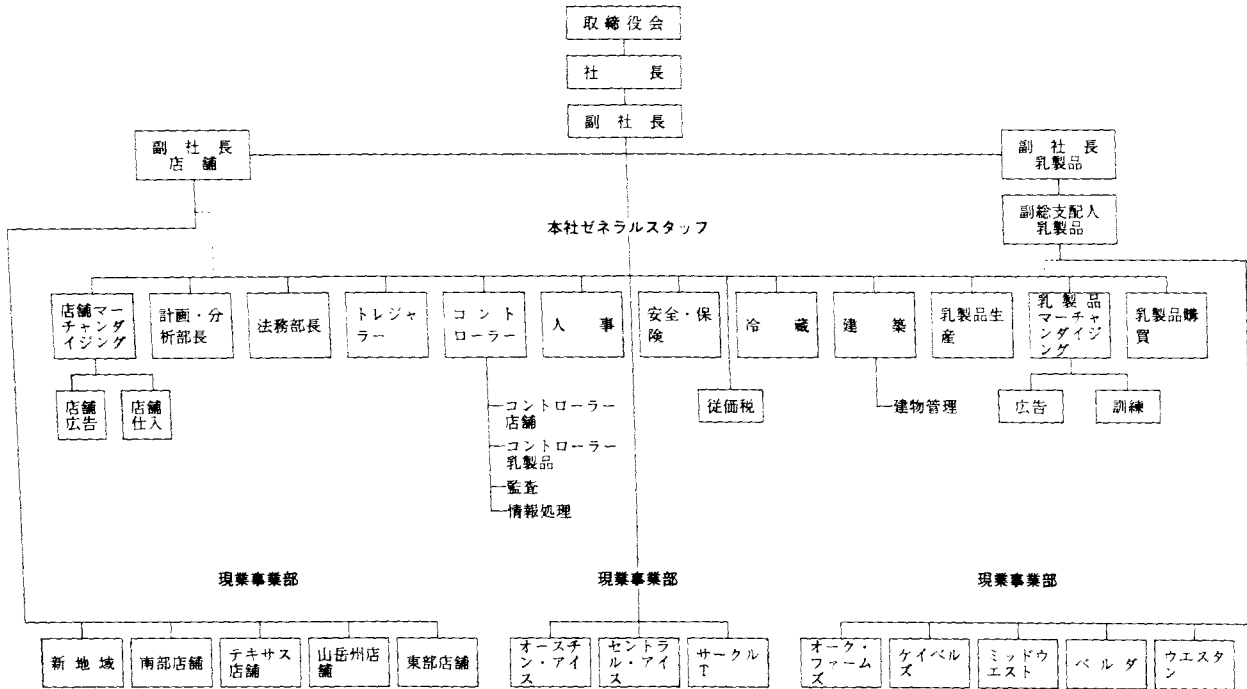 取締役会
社長
副社長
副社長
店舗
副社長
乳製品
副総支配人
乳製品
本社ゼネラルスタッフ
店舗マー
チャンダ
イジング
計画・分
析部長
法務部長
トレジャ
ラー
コント
ローラー
人事
安全・保
険
冷蔵
建築
乳製品生
産
乳製品
マーチャ
ンダイジ
ング
乳製品購
買
店舗
広告
店舗
仕入
コントローラー
店舗
コントローラー
乳製品
監査
情報処理
従価税
建物管理
広告
訓練
現業事業部
現業事業部
現業事業部
新地域
南部店舗
テキサス
店舗
山岳州店
舗
東部店舗
オースチ
ン・アイ
ス
セントラ
ル・アイ
ス
サークル
T
オーク・
ファーム
ズ
ケイベル
ズ
ミッドウ
エスト
ベルダ
ウエスタ
ン